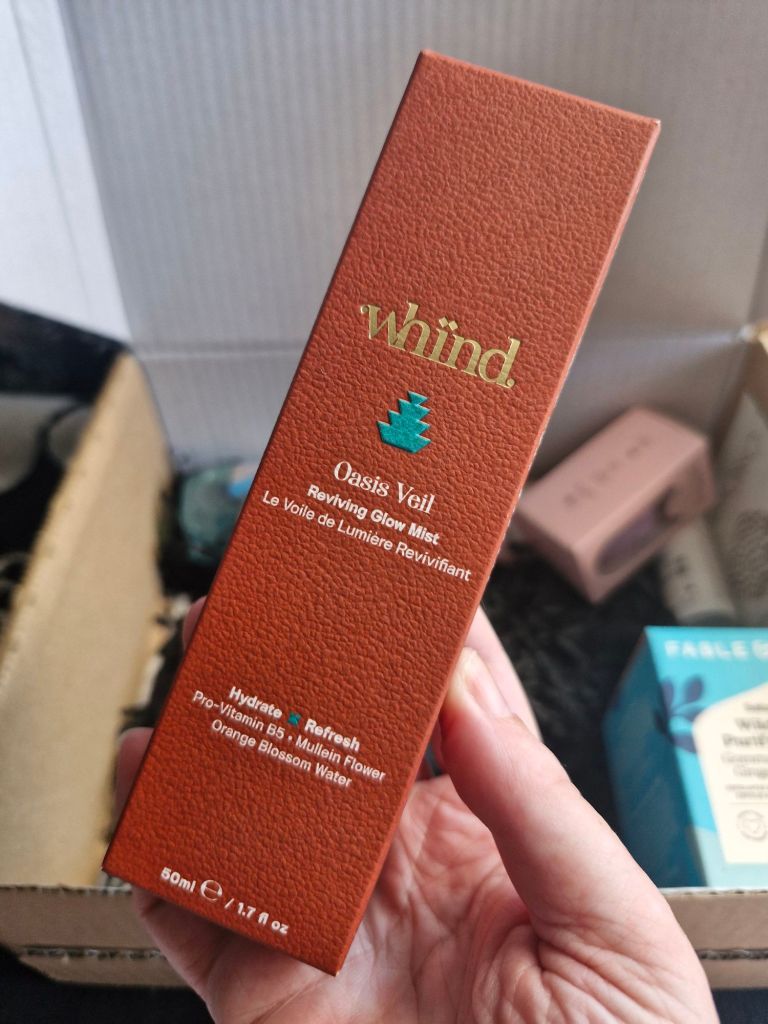 whïnd.
Oasis Veil
Reviving Glow Mist
Le Voile de Lumière Revivifiant
Hydrate Refresh
Pro-Vitamin B5 • Mullein Flower
Orange Blossom Water
50ml ℮ / 1.7 fl oz
FABLE